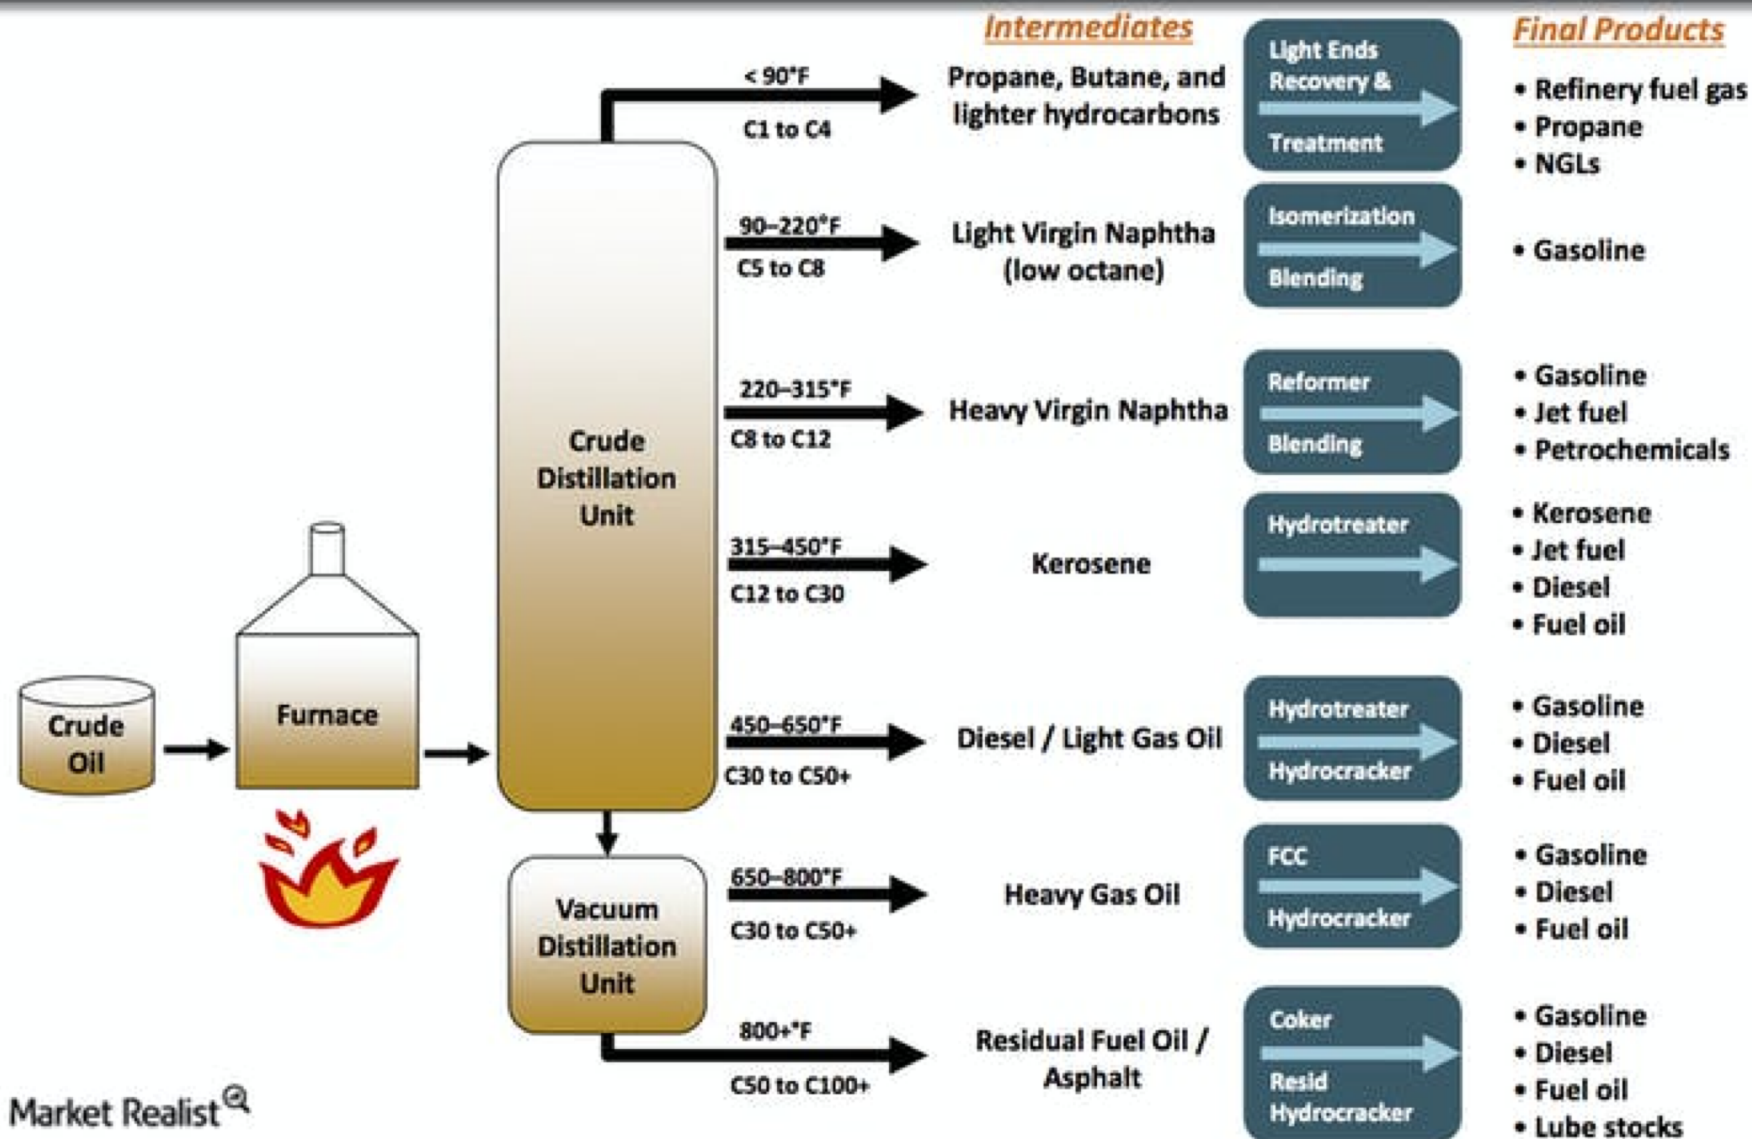 Intermediates
Final Products
< 90°F
C1 to C4
Propane, Butane, and
lighter hydrocarbons
Light Ends
Recovery &
Treatment
• Refinery fuel gas
• Propane
• NGLs
90–220°F
C5 to C8
Light Virgin Naphtha
(low octane)
Isomerization
Blending
• Gasoline
220–315°F
C8 to C12
Heavy Virgin Naphtha
Reformer
Blending
• Gasoline
• Jet fuel
• Petrochemicals
Crude
Distillation
Unit
315–450°F
C12 to C30
Kerosene
Hydrotreater
• Kerosene
• Jet fuel
• Diesel
• Fuel oil
Crude
Oil
Furnace
450–650°F
C30 to C50+
Diesel / Light Gas Oil
Hydrotreater
Hydrocracker
• Gasoline
• Diesel
• Fuel oil
Vacuum
Distillation
Unit
650–800°F
C30 to C50+
Heavy Gas Oil
FCC
Hydrocracker
• Gasoline
• Diesel
• Fuel oil
800+°F
C50 to C100+
Residual Fuel Oil /
Asphalt
Coker
Resid
Hydrocracker
• Gasoline
• Diesel
• Fuel oil
• Lube stocks
Market Realist